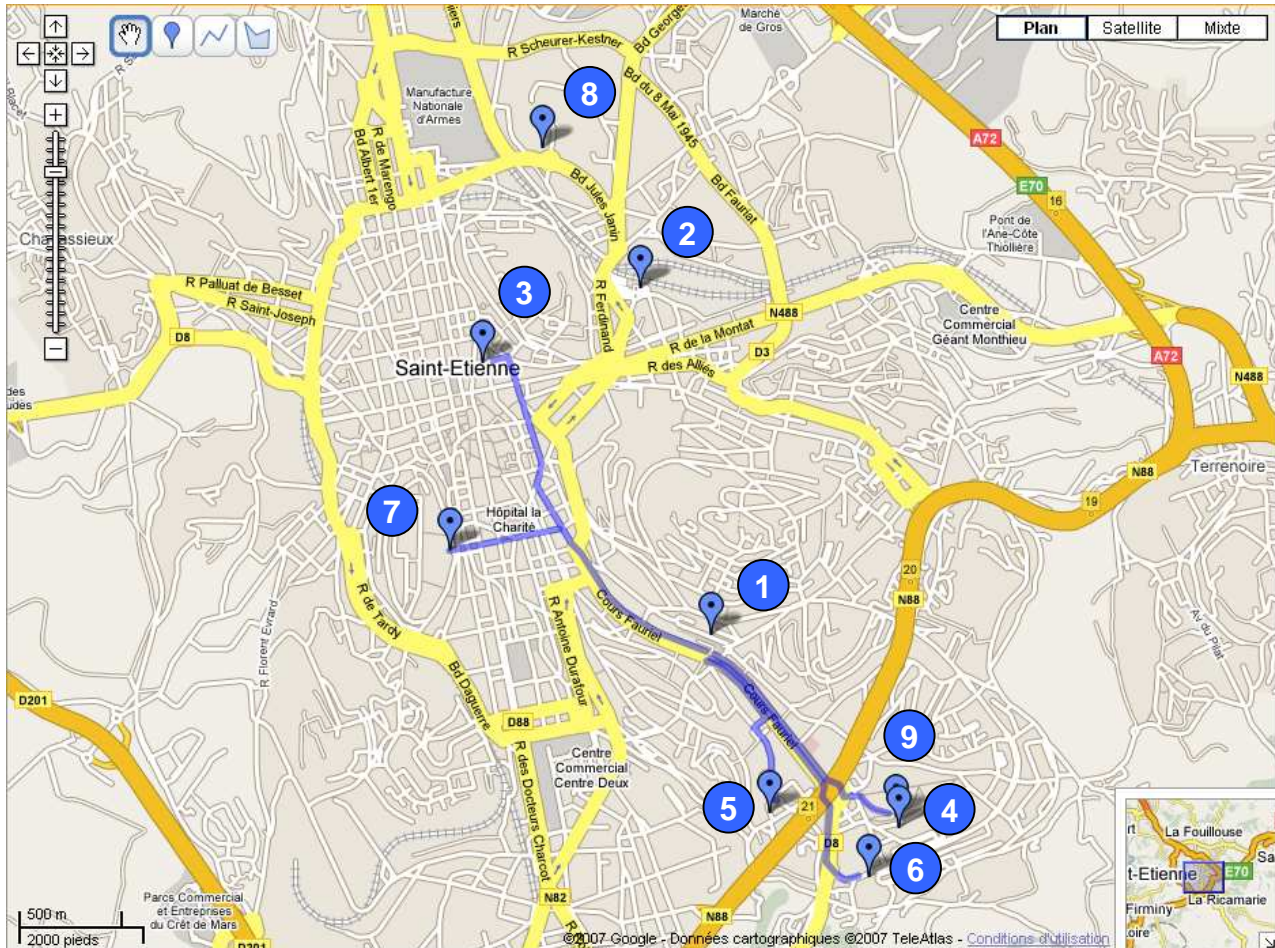 Marché
de Gros
Plan
Satellite
Mixte
R Scheurer-Kestner
Bd Georges
Bd du 8 Mai 1945
8
Manufacture
Nationale
d'Armes
R de Marengo
Bd Albert 1er
A72
E70
16
Bd Jules Janin
Bd Fauriat
Pont de
l'Ane-Côte
Thiollière
2
3
R Palluat de Besset
R Saint-Joseph
R Ferdinand
N488
D8
R de la Montat
D3
Centre
Commercial
Géant Monthieu
A72
Saint-Etienne
R des Alliés
N488
N88
Terrenoire
19
7
Hôpital la
Charité
20
1
N88
R de Tardy
R Antoine Durafour
Cours Fauriel
R Florent Evrard
Av du Pilat
Cours Fauriel
D201
Bd Daguerre
D88
9
Centre
Commercial
Centre Deux
R des Docteurs Charcot
5
21
4
D8
6
La Fouillouse
t-Etienne
E70
La Ricamarie
Firminy
N82
Parcs Commercial
et Entreprises
du Crêt de Mars
N88
D201
500 m
2000 pieds
©2007 Google - Données cartographiques ©2007 TeleAtlas - Conditions d'utilisation